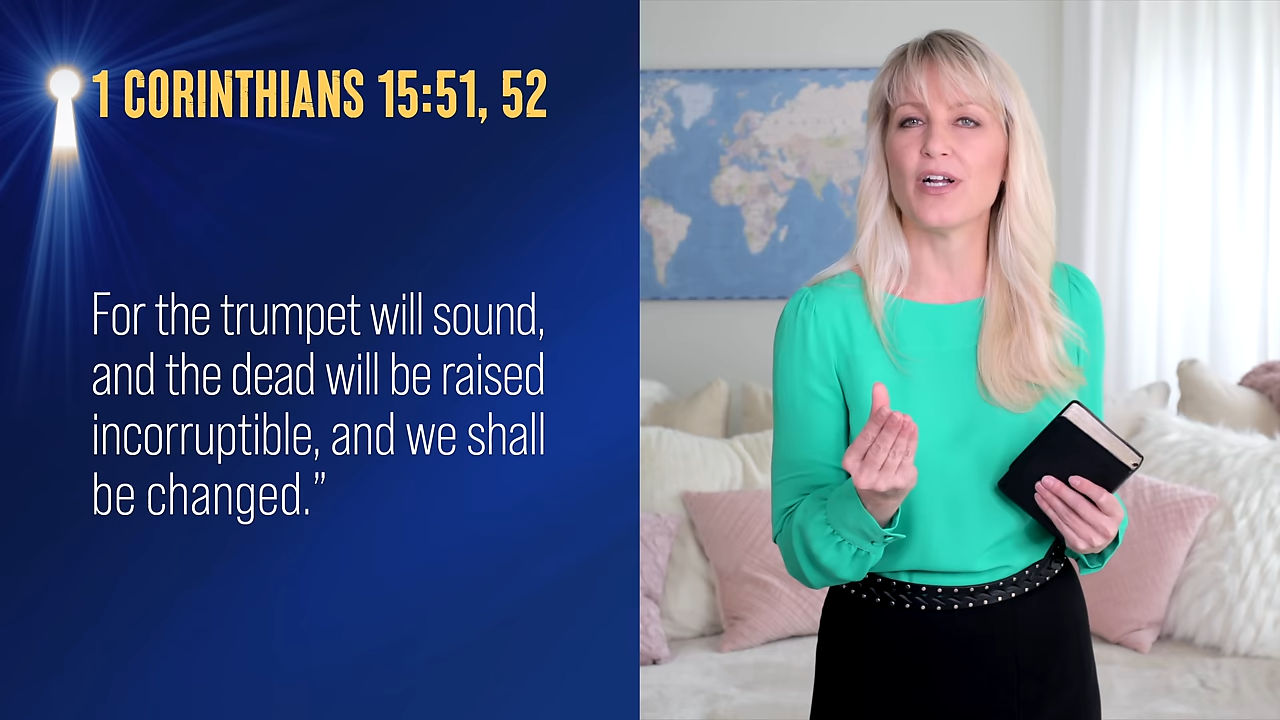 1 CORINTHIANS 15:51, 52
For the trumpet will sound,
and the dead will be raised
incorruptible, and we shall
be changed.”